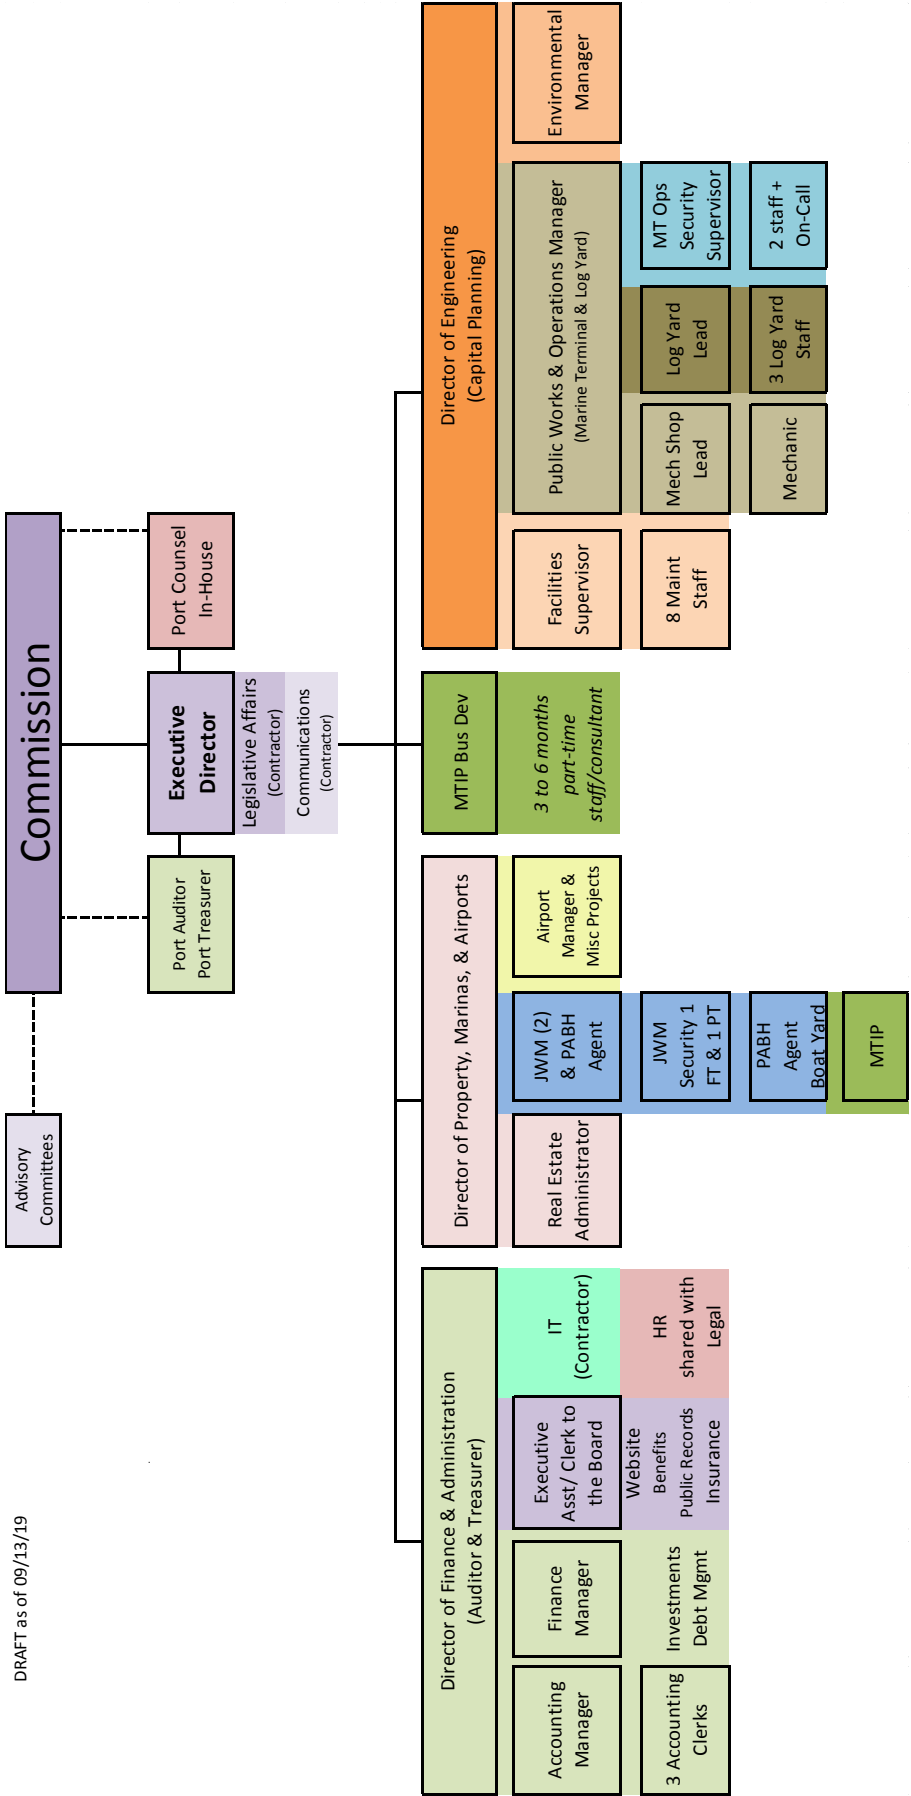 DRAFT as of 09/13/19
Advisory
Committees
Commission
Port Auditor
Port Treasurer
Executive
Director
Port Counsel
In-House
Legislative Affairs
(Contractor)
Communications
(Contractor)
Director of Finance & Administration
(Auditor & Treasurer)
Accounting
Manager
3 Accounting
Clerks
Finance
Manager
Investments
Debt Mgmt
Executive
Asst/ Clerk to
the Board
Website
Benefits
Public Records
Insurance
IT
(Contractor)
HR
shared with
Legal
Director of Property, Marinas, & Airports
Real Estate
Administrator
JWM (2)
& PABH
Agent
JWM
Security 1
FT & 1 PT
PABH
Agent
Boat Yard
MTIP
Airport
Manager &
Misc Projects
MTIP Bus Dev
3 to 6 months
part-time
staff/consultant
Director of Engineering
(Capital Planning)
Facilities
Supervisor
8 Maint
Staff
Public Works & Operations Manager
(Marine Terminal & Log Yard)
Mech Shop
Lead
Mechanic
Log Yard
Lead
3 Log Yard
Staff
MT Ops
Security
Supervisor
2 staff +
On-Call
Environmental
Manager